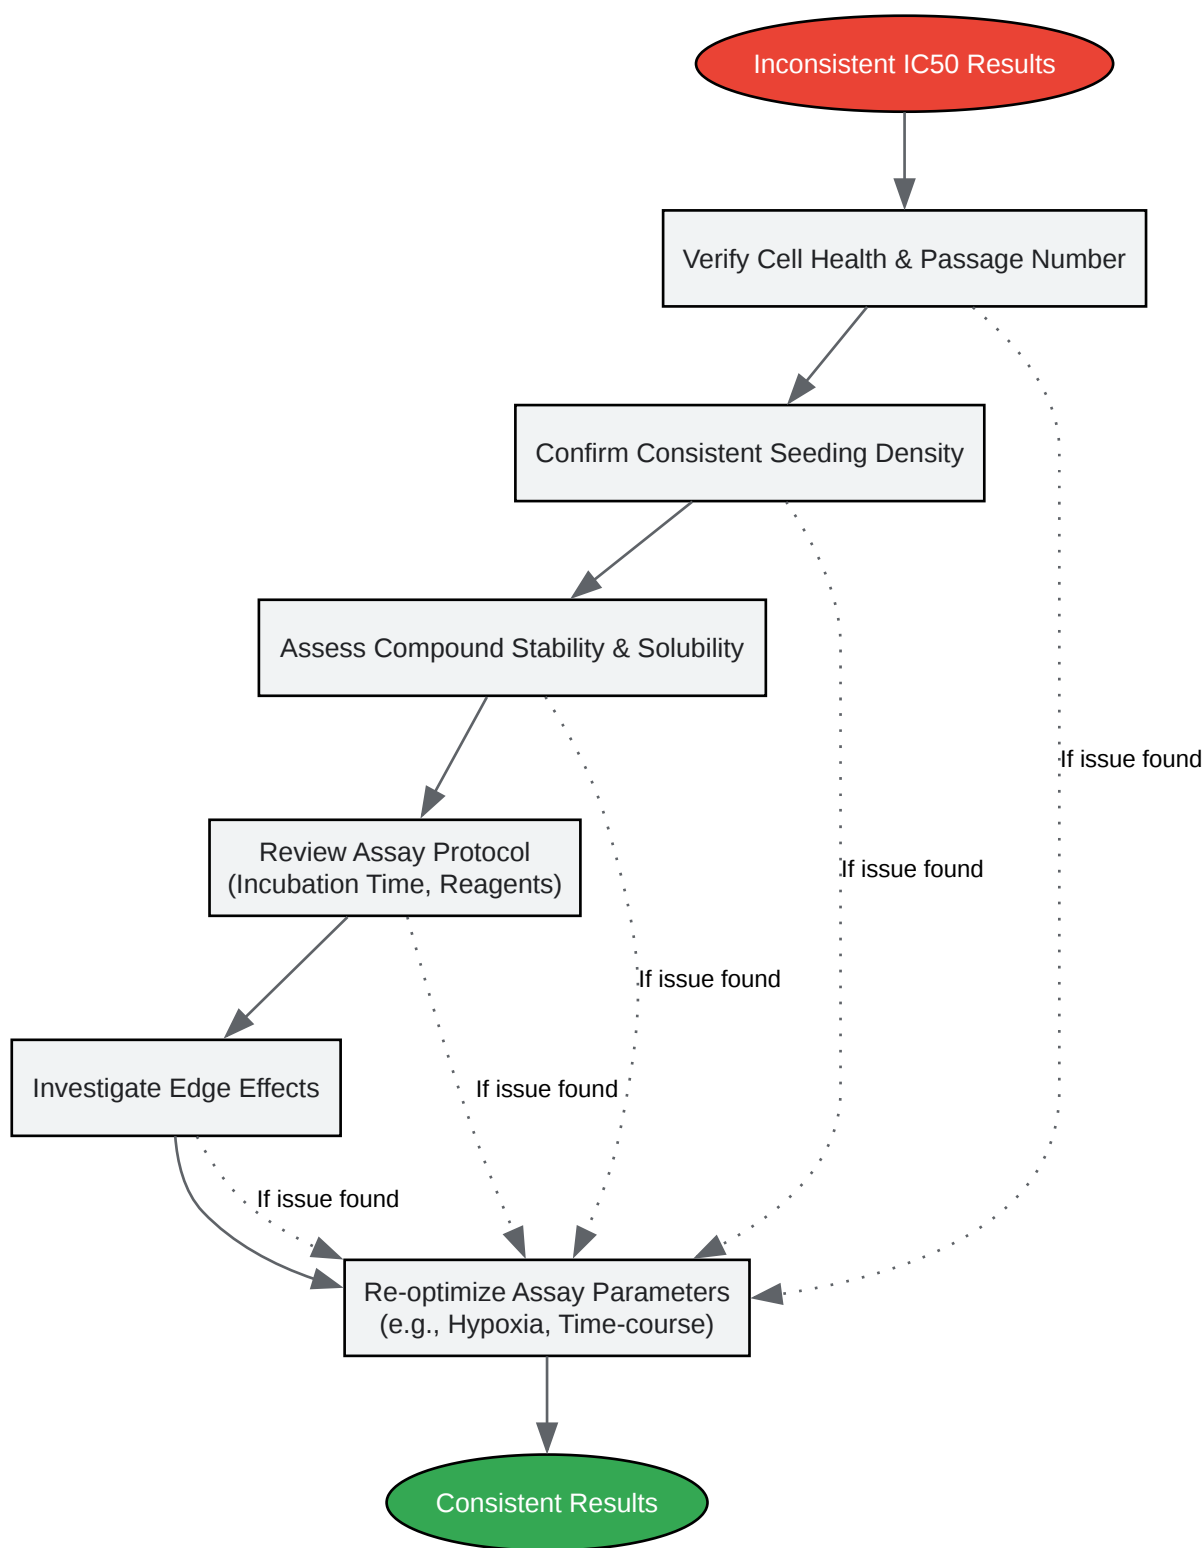 Inconsistent IC50 Results
Verify Cell Health & Passage Number
Confirm Consistent Seeding Density
Assess Compound Stability & Solubility
If issue found
Review Assay Protocol
(Incubation Time, Reagents)
If issue found
If issue found
Investigate Edge Effects
If issue found
If issue found
Re-optimize Assay Parameters
(e.g., Hypoxia, Time-course)
Consistent Results